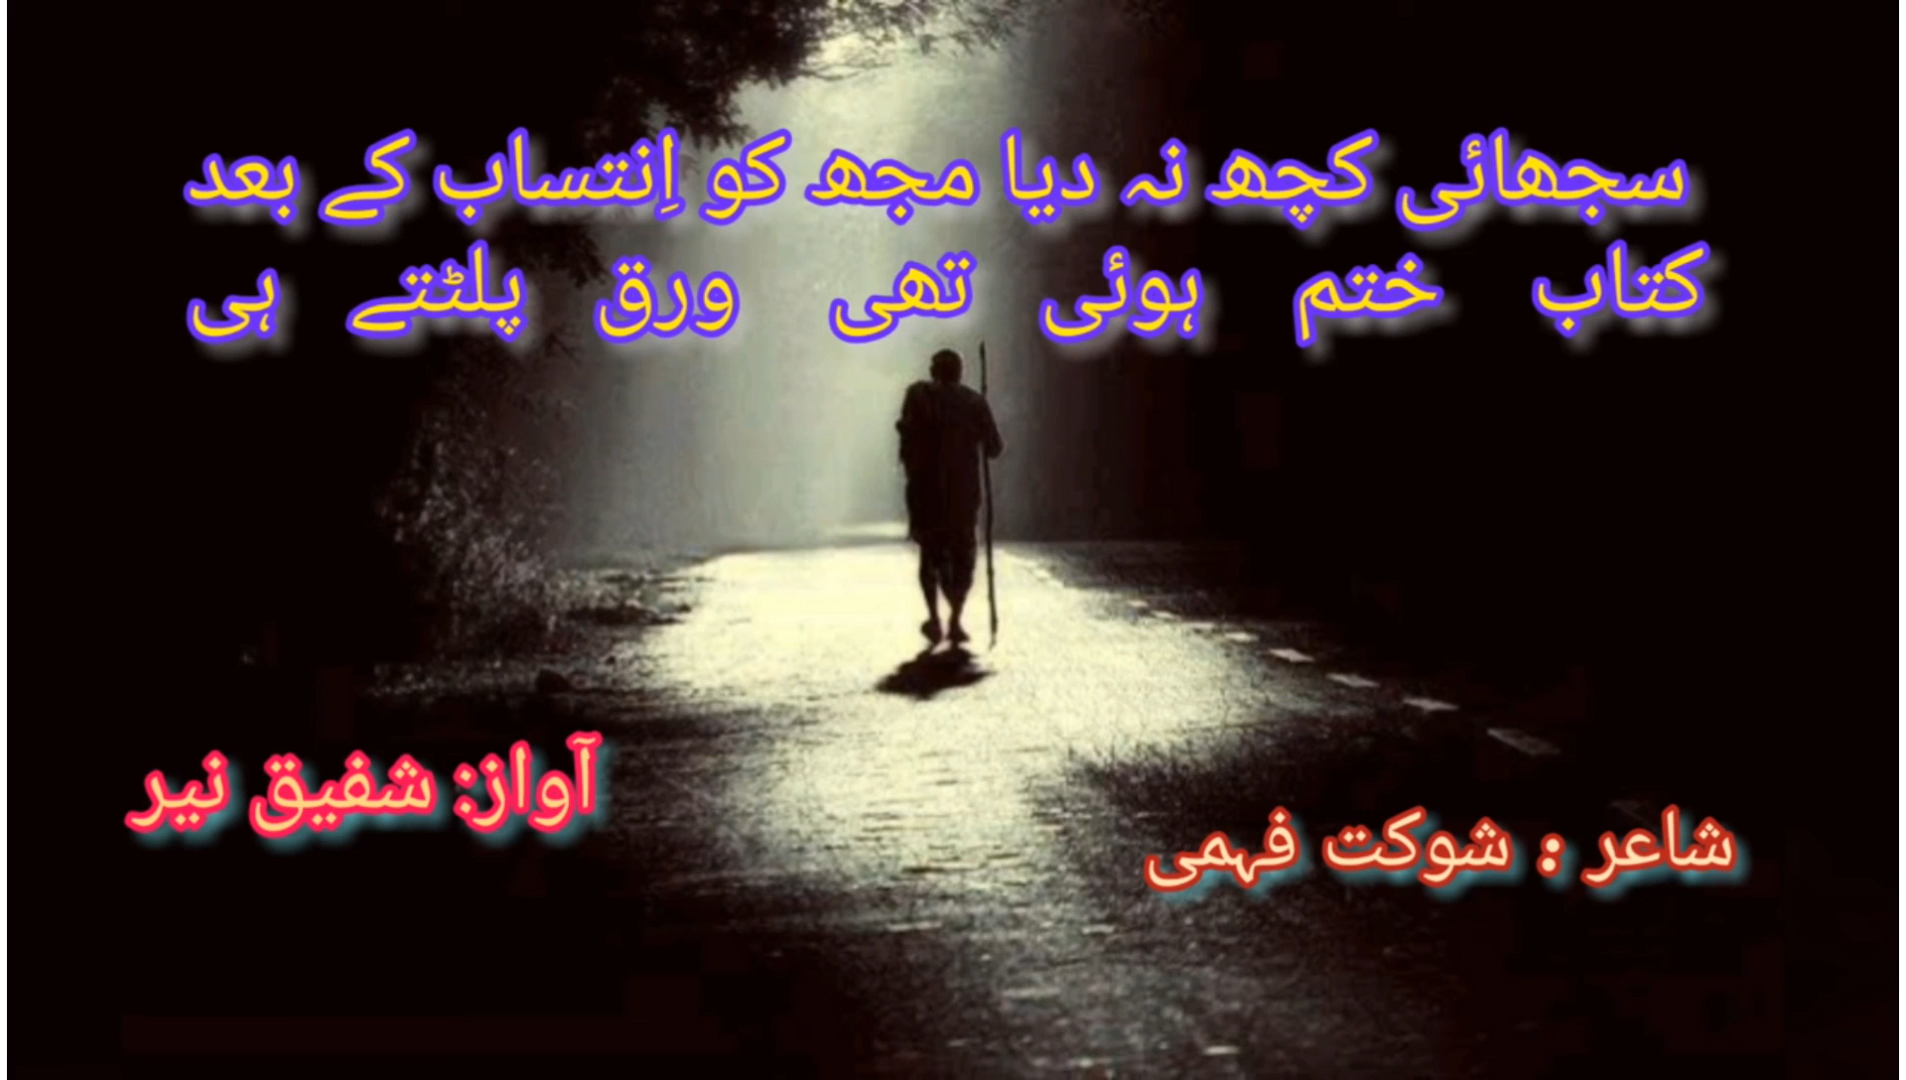 سجھائی کچھ نہ دیا مجھ کو اِنتساب کے بعد
کتاب ختم ہوئی تھی ورق پلٹتے ہی
شاعر : شوکت فہمی
آواز: شفیق نیر